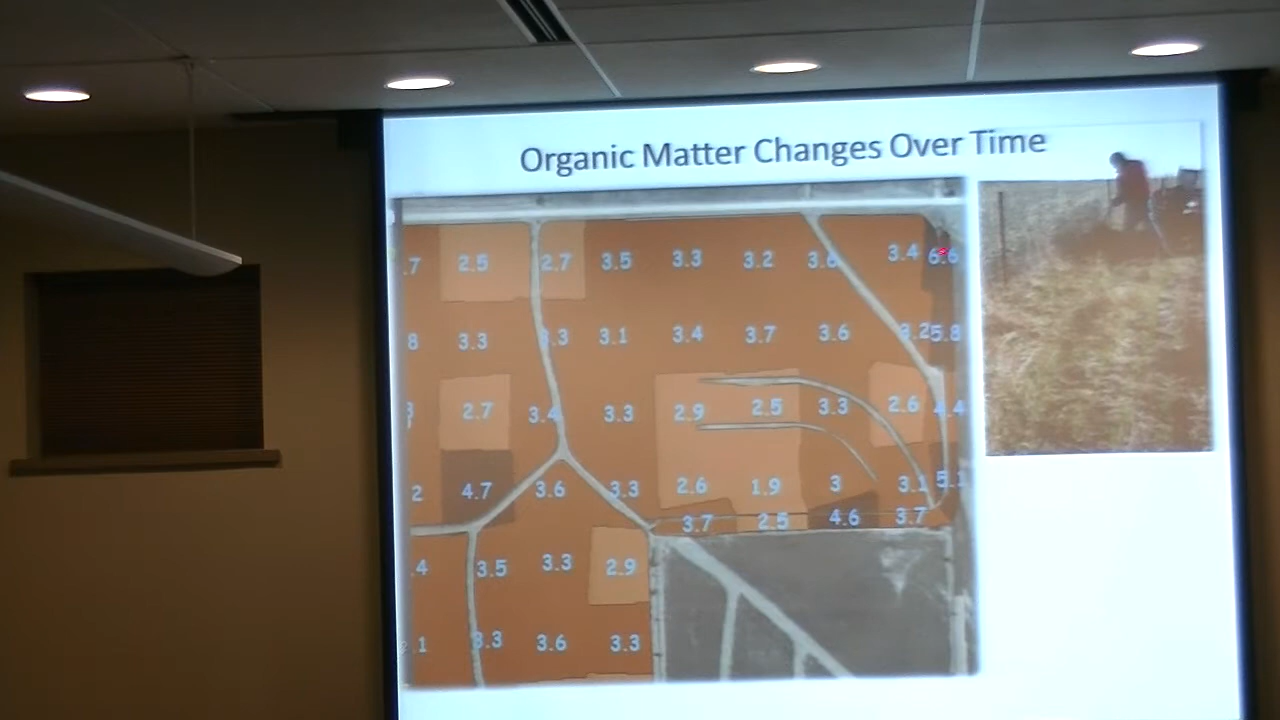 Organic Matter Changes Over Time
.7 2.5 2.7 3.5 3.3 3.2 3.6 3.4 6.6
8 3.3 3.3 3.1 3.4 3.7 3.6 3.2 5.8
2.7 3.4 3.3 2.9 2.5 3.3 2.6 4.4
2 4.7 3.6 3.3 2.6 1.9 3 3.1 5.1
3.7 2.5 4.6 3.7
.4 3.5 3.3 2.9
.1 3.3 3.6 3.3